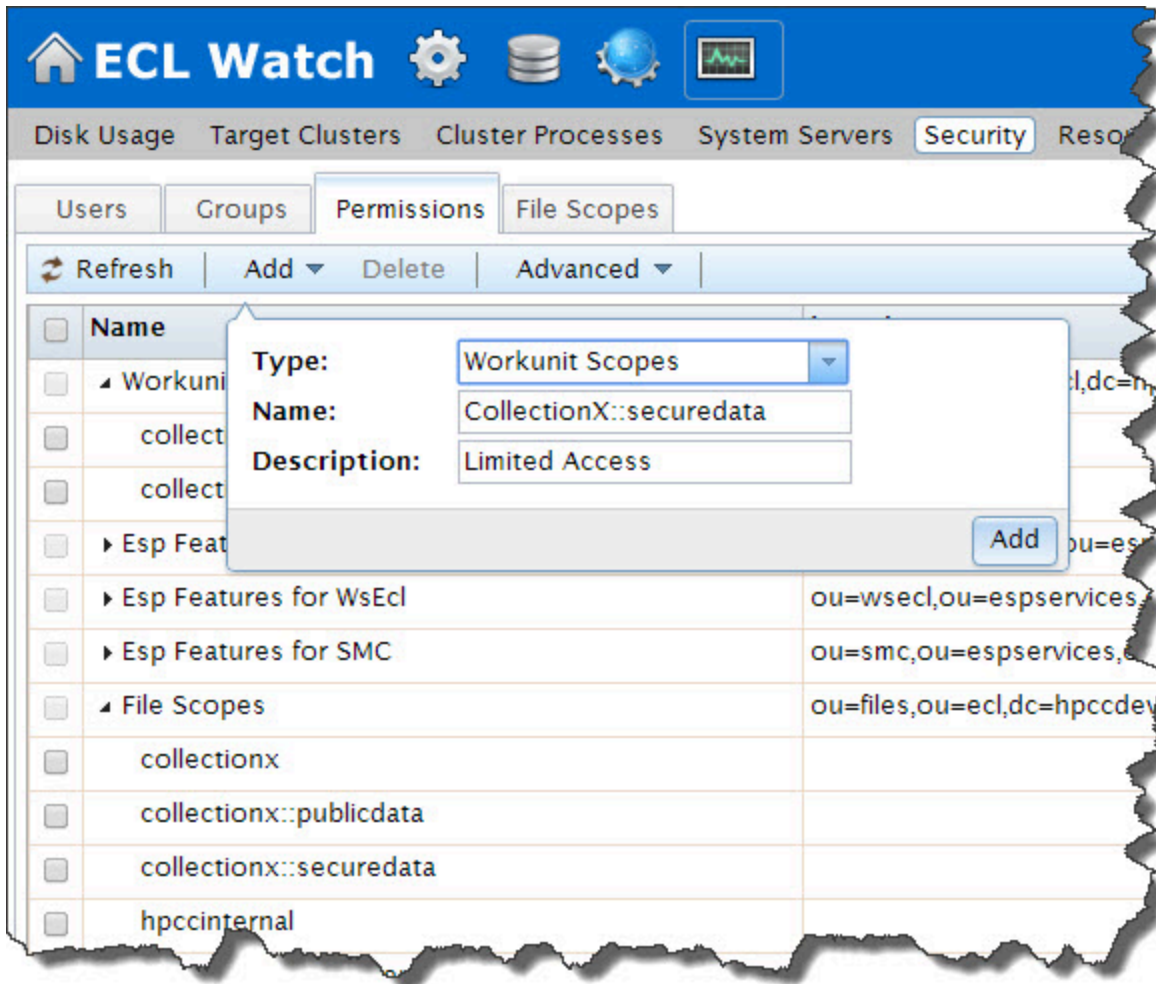 ECL Watch
Disk Usage Target Clusters Cluster Processes System Servers Security
Users Groups Permissions File Scopes
Refresh Add Delete Advanced
Name
Type: Workunit Scopes
Name: CollectionX::securedata
Description: Limited Access
Add
Esp Features for WsEcl ou=wsecl,ou=espservices,
Esp Features for SMC ou=smc,ou=espservices,
File Scopes ou=files,ou=ecl,dc=hpccdev
collectionx
collectionx::publicdata
collectionx::securedata
hpccinternal